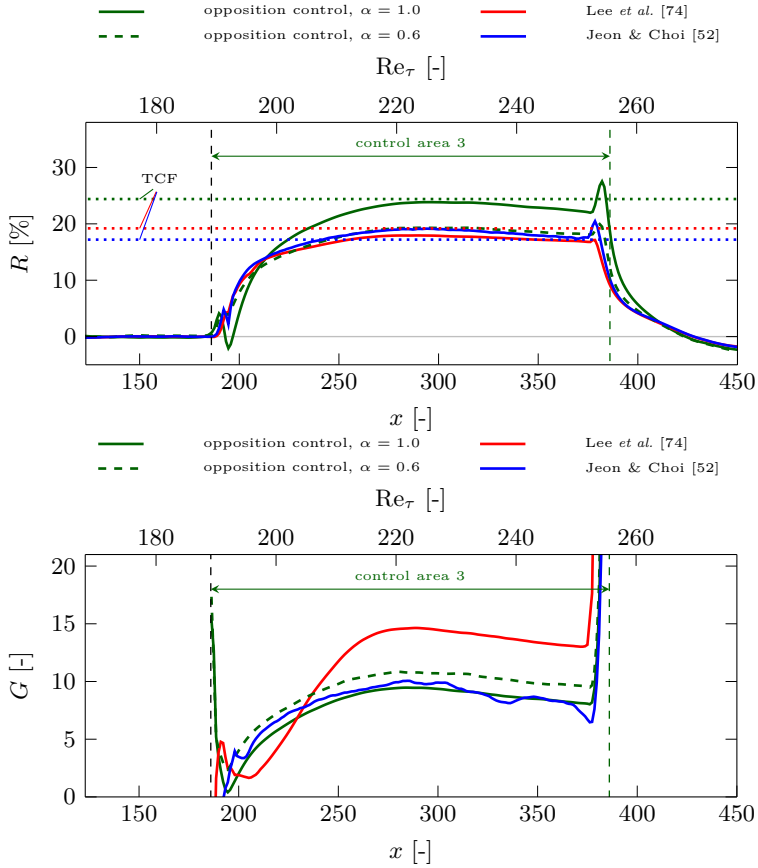 opposition control, α = 1.0 Lee et al. [74]
opposition control, α = 0.6 Jeon & Choi [52]
Reτ [-]
180 200 220 240 260
control area 3
TCF
R [%]
30
20
10
0
150 200 250 300 350 400 450
x [-]
opposition control, α = 1.0 Lee et al. [74]
opposition control, α = 0.6 Jeon & Choi [52]
Reτ [-]
180 200 220 240 260
control area 3
G [-]
20
15
10
5
0
150 200 250 300 350 400 450
x [-]